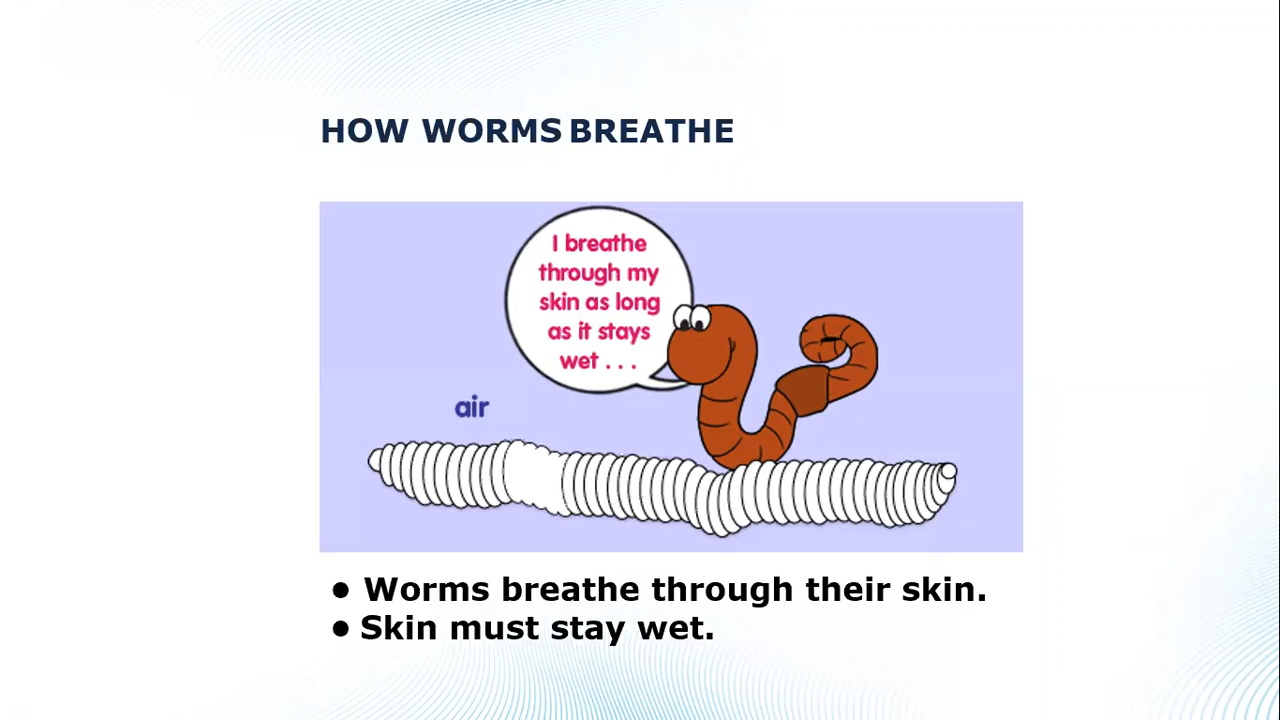 HOW WORMS BREATHE
I breathe
through my
skin as long
as it stays
wet . . .
air
● Worms breathe through their skin.
● Skin must stay wet.